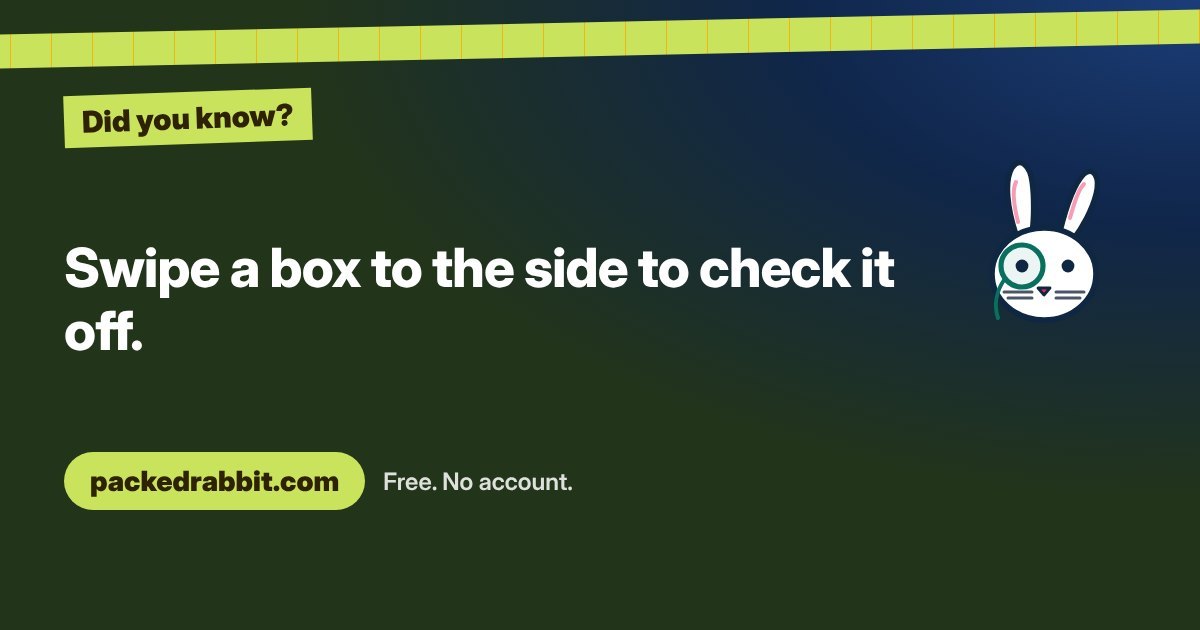 Did you know?
Swipe a box to the side to check it
off.
packedrabbit.com
Free. No account.